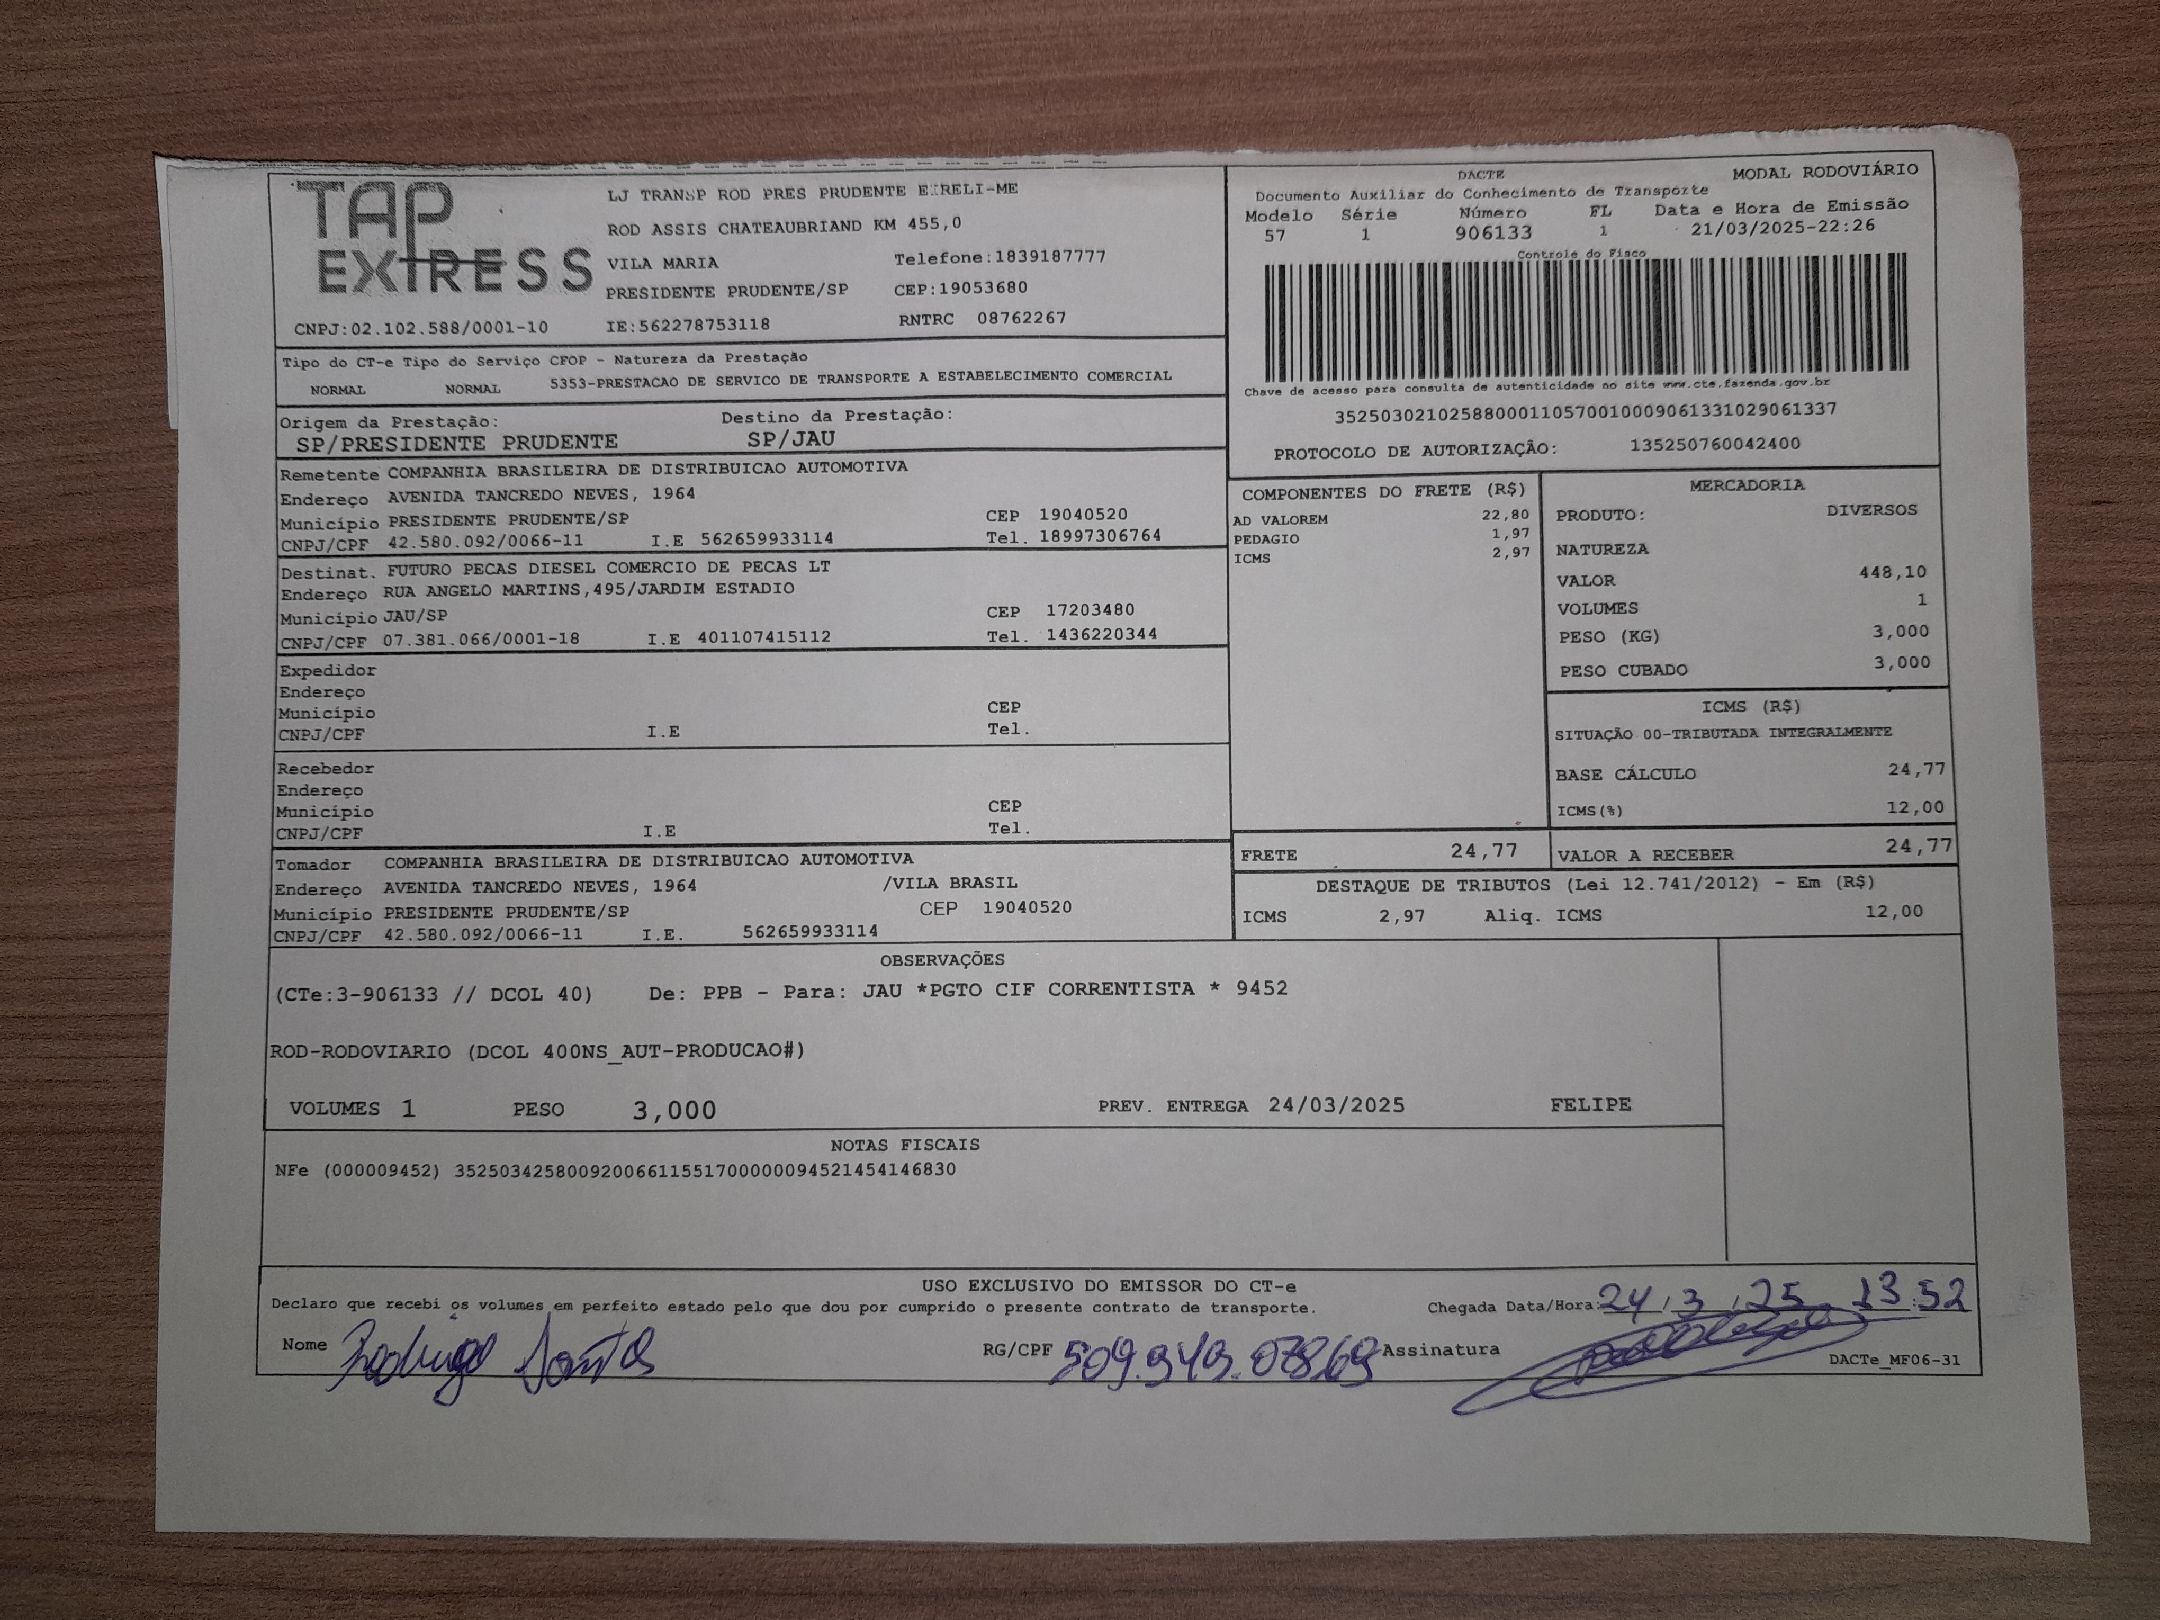 TAP EXPRESS
LJ TRANSP ROD PRES PRUDENTE EIRELI-ME
ROD ASSIS CHATEAUBRIAND KM 455,0
VILA MARIA Telefone:1839187777
PRESIDENTE PRUDENTE/SP CEP:19053680
CNPJ:02.102.588/0001-10 IE:562278753118 RNTRC 08762267
DACTE MODAL RODOVIÁRIO
Documento Auxiliar do Conhecimento de Transporte
Modelo Série Número FL Data e Hora de Emissão
57 1 906133 1 21/03/2025-22:26
Controle do Fisco
Chave de acesso para consulta de autenticidade no site www.cte.fazenda.gov.br
35250302102588000110570010009061331029061337
PROTOCOLO DE AUTORIZAÇÃO: 135250760042400
Tipo do CT-e Tipo do Serviço CFOP - Natureza da Prestação
NORMAL NORMAL 5353-PRESTACAO DE SERVICO DE TRANSPORTE A ESTABELECIMENTO COMERCIAL
Origem da Prestação: Destino da Prestação:
SP/PRESIDENTE PRUDENTE SP/JAU
Remetente COMPANHIA BRASILEIRA DE DISTRIBUICAO AUTOMOTIVA
Endereço AVENIDA TANCREDO NEVES, 1964
Município PRESIDENTE PRUDENTE/SP CEP 19040520
CNPJ/CPF 42.580.092/0066-11 I.E 562659933114 Tel. 18997306764
Destinat. FUTURO PECAS DIESEL COMERCIO DE PECAS LT
Endereço RUA ANGELO MARTINS,495/JARDIM ESTADIO
Município JAU/SP CEP 17203480
CNPJ/CPF 07.381.066/0001-18 I.E 401107415112 Tel. 1436220344
Expedidor
Endereço
Município CEP
CNPJ/CPF I.E Tel.
Recebedor
Endereço
Município CEP
CNPJ/CPF I.E Tel.
Tomador COMPANHIA BRASILEIRA DE DISTRIBUICAO AUTOMOTIVA
Endereço AVENIDA TANCREDO NEVES, 1964 /VILA BRASIL
Município PRESIDENTE PRUDENTE/SP CEP 19040520
CNPJ/CPF 42.580.092/0066-11 I.E. 562659933114
COMPONENTES DO FRETE (R$)
AD VALOREM 22,80
PEDAGIO 1,97
ICMS 2,97
MERCADORIA
PRODUTO: DIVERSOS
NATUREZA
VALOR 448,10
VOLUMES 1
PESO (KG) 3,000
PESO CUBADO 3,000
ICMS (R$)
SITUAÇÃO 00-TRIBUTADA INTEGRALMENTE
BASE CÁLCULO 24,77
ICMS(%) 12,00
FRETE 24,77 VALOR A RECEBER 24,77
DESTAQUE DE TRIBUTOS (Lei 12.741/2012) - Em (R$)
ICMS 2,97 Aliq. ICMS 12,00
OBSERVAÇÕES
(CTe:3-906133 // DCOL 40) De: PPB - Para: JAU *PGTO CIF CORRENTISTA * 9452
ROD-RODOVIARIO (DCOL 400NS_AUT-PRODUCAO#)
VOLUMES 1 PESO 3,000 PREV. ENTREGA 24/03/2025 FELIPE
NOTAS FISCAIS
NFe (000009452) 35250342580092006611551700000094521454146830
USO EXCLUSIVO DO EMISSOR DO CT-e
Declaro que recebi os volumes em perfeito estado pelo que dou por cumprido o presente contrato de transporte. Chegada Data/Hora: 24/3/25 13:52
Nome Rodrigo Santos RG/CPF 509.949.07869 Assinatura
DACTe_MF06-31